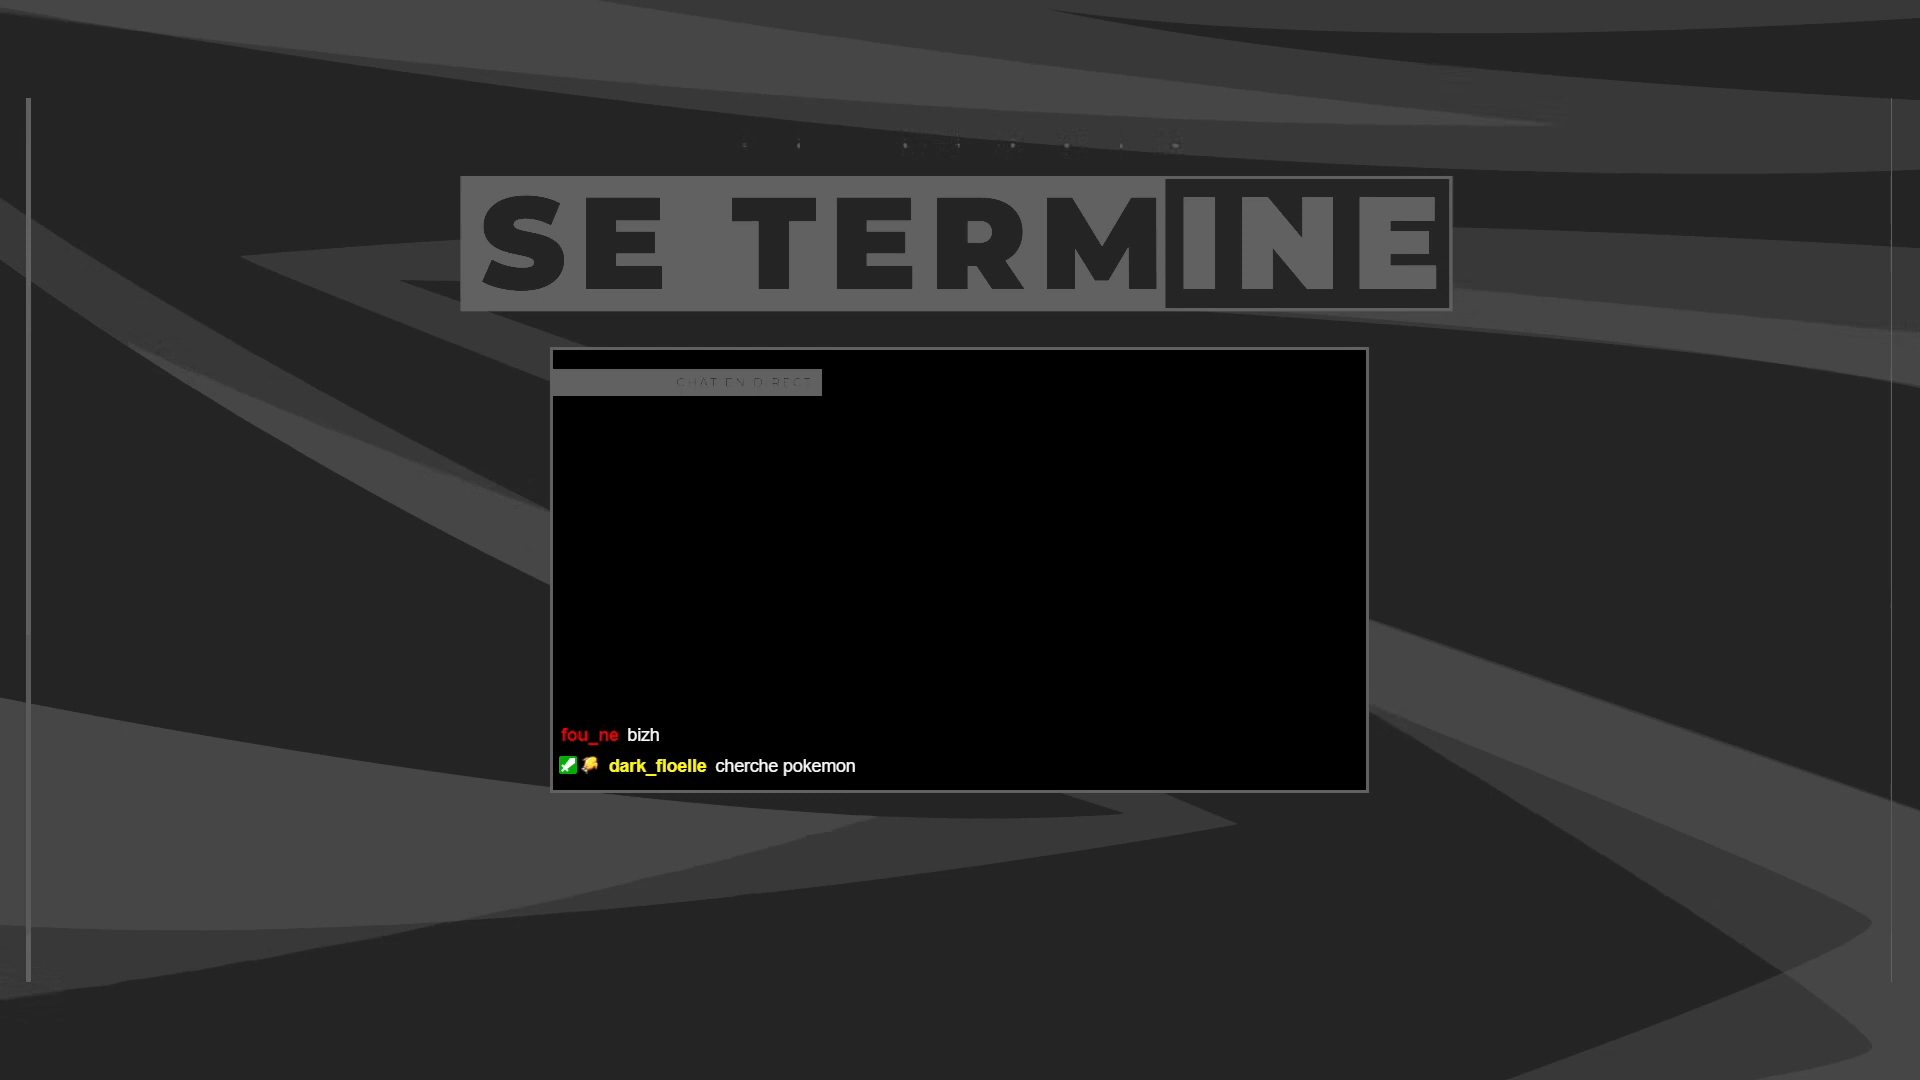 SE TERMINE
CHAT EN DIRECT
fou_ne bizh
dark_floelle cherche pokemon